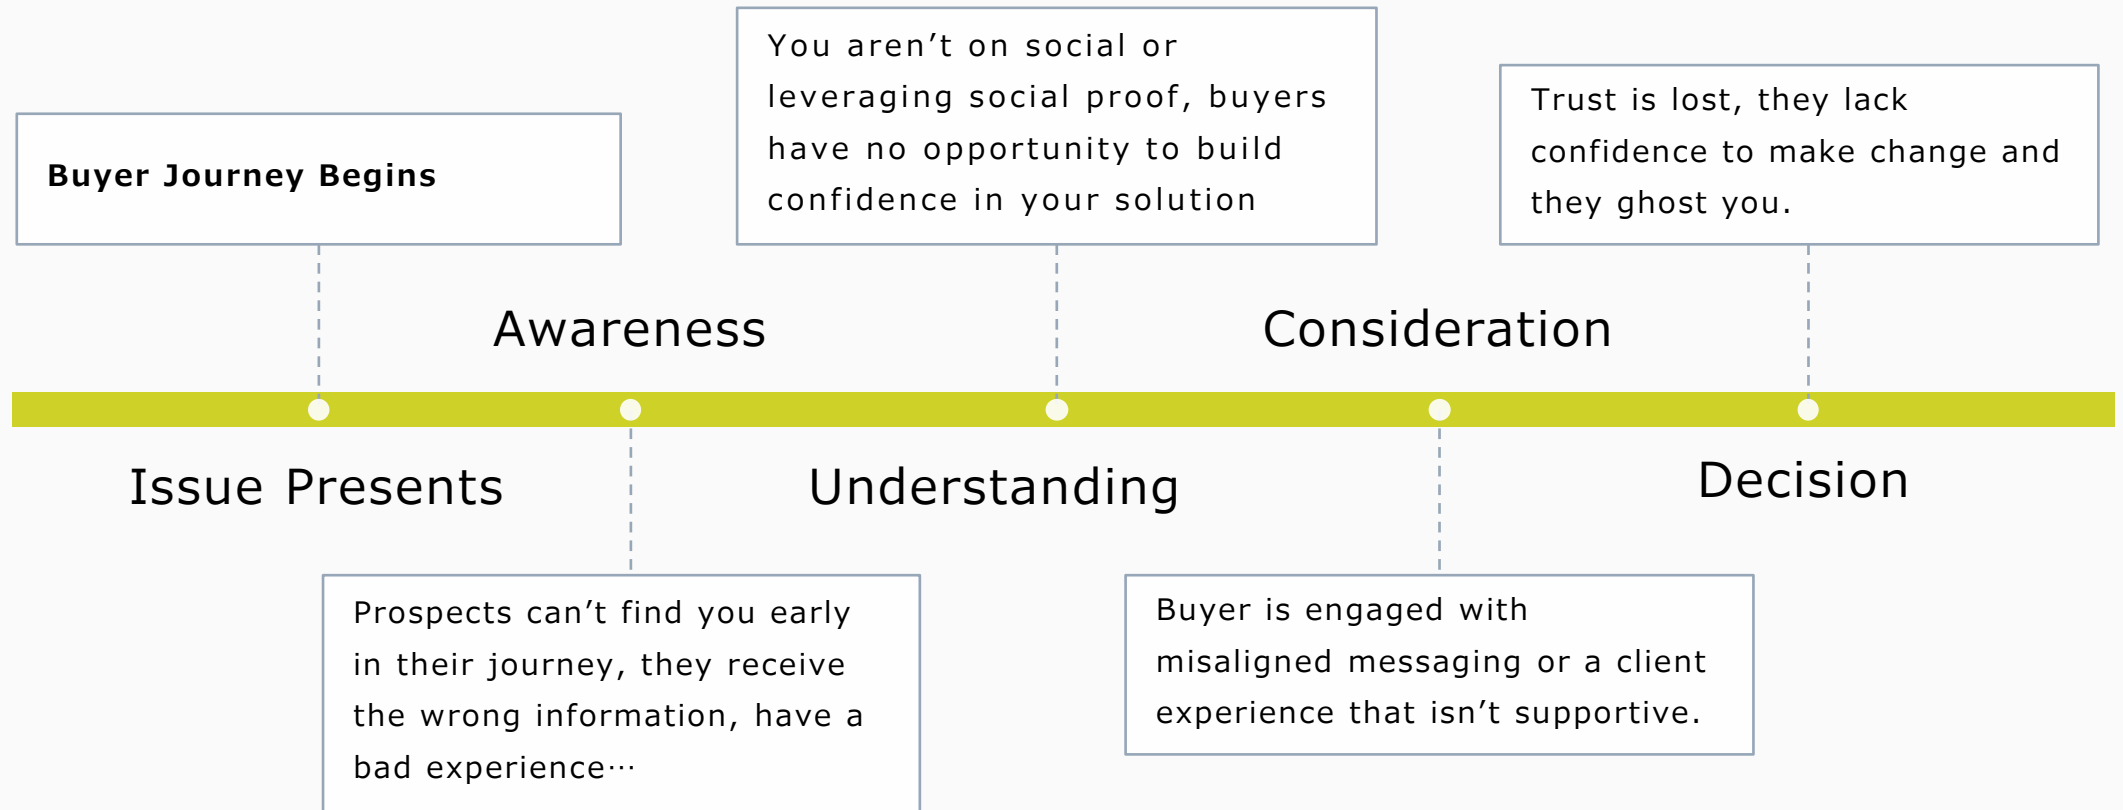 Buyer Journey Begins
Issue Presents
Awareness
Prospects can’t find you early
in their journey, they receive
the wrong information, have a
bad experience…
You aren’t on social or
leveraging social proof, buyers
have no opportunity to build
confidence in your solution
Understanding
Consideration
Buyer is engaged with
misaligned messaging or a client
experience that isn’t supportive.
Trust is lost, they lack
confidence to make change and
they ghost you.
Decision